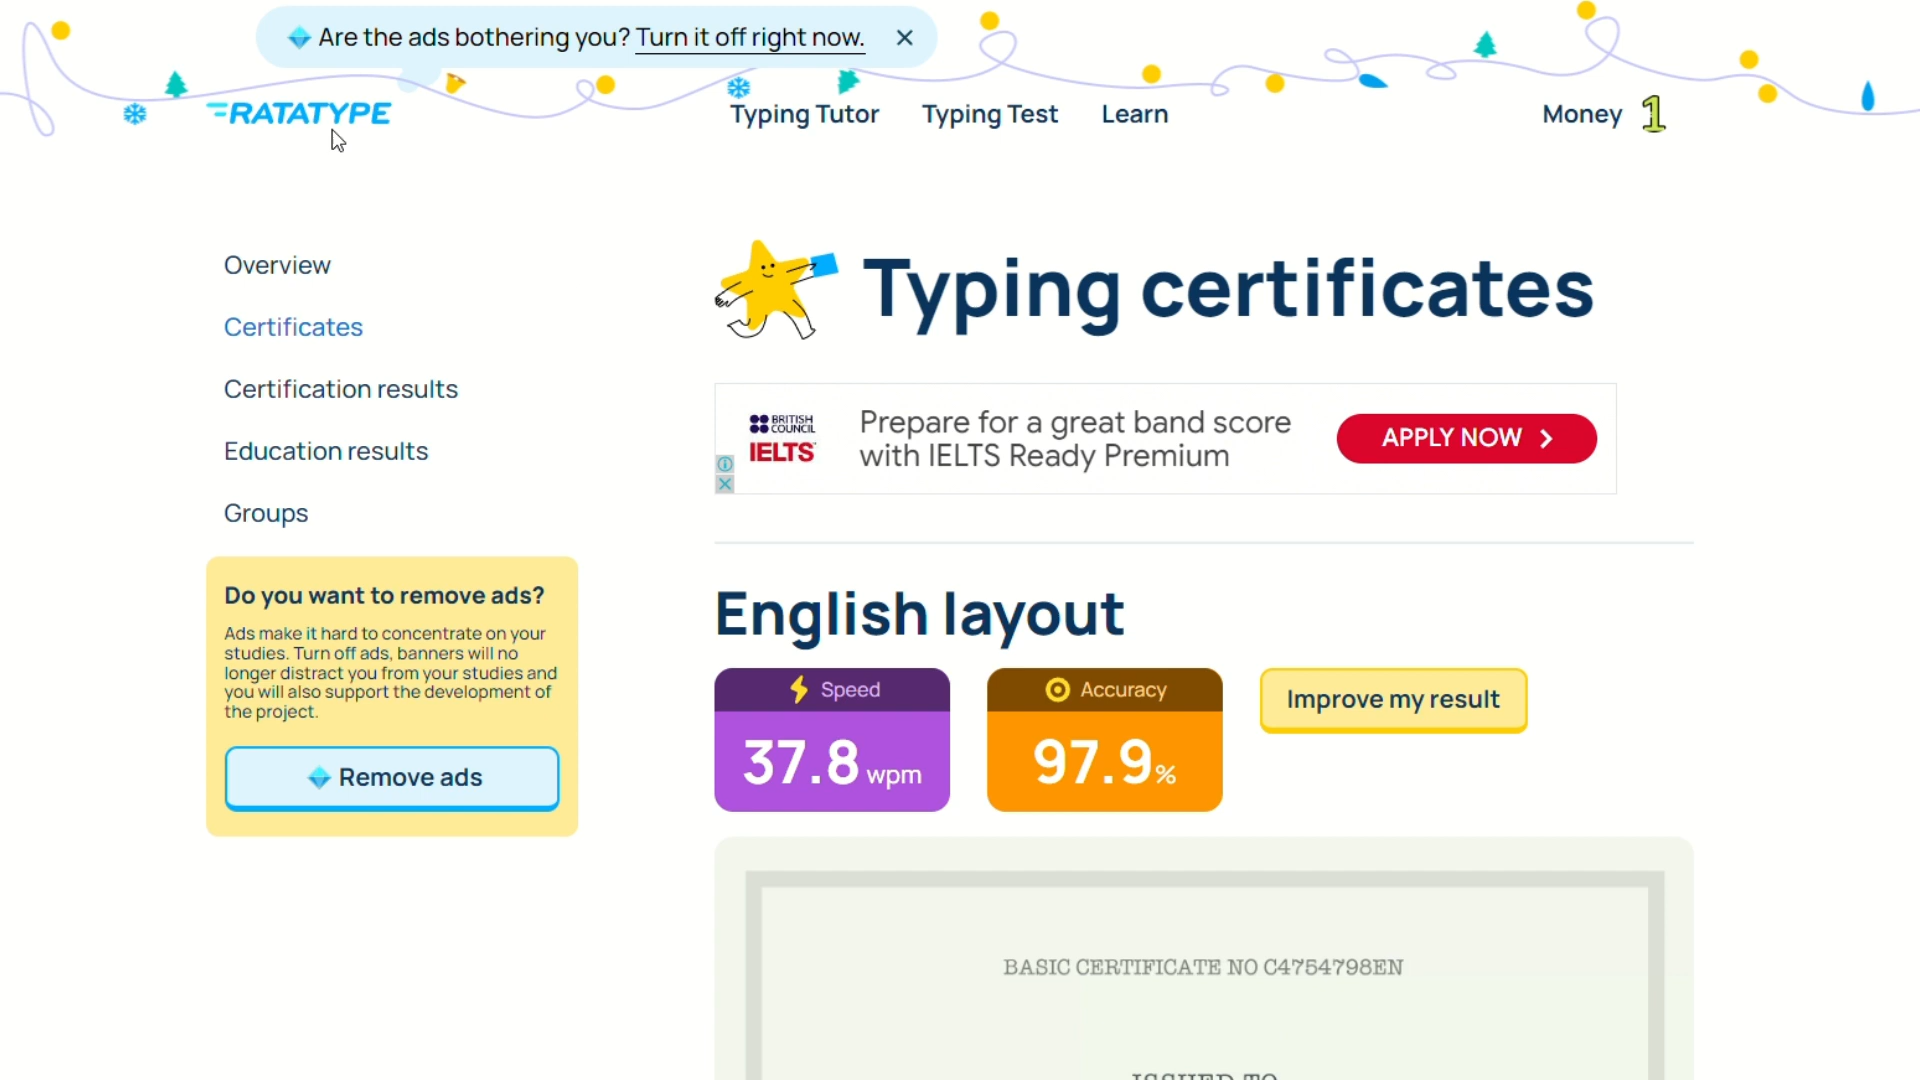 Are the ads bothering you? Turn it off right now.
RATATYPE
Typing Tutor
Typing Test
Learn
Money 1
Overview
Certificates
Certification results
Education results
Groups
Do you want to remove ads?
Ads make it hard to concentrate on your
studies. Turn off ads, banners will no
longer distract you from your studies and
you will also support the development of
the project.
Remove ads
Typing certificates
BRITISH
COUNCIL
IELTS
Prepare for a great band score
with IELTS Ready Premium
APPLY NOW
English layout
Speed
37.8 wpm
Accuracy
97.9%
Improve my result
BASIC CERTIFICATE NO C4754798EN
ISSUED TO